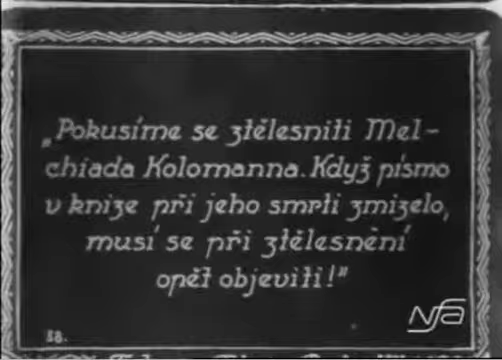 „Pokusíme se ztělesniti Mel-
chiada Kolomanna. Když písmo
v knize při jeho smrti zmizelo,
musí se při ztělesnění
opět objeviti!"
nfa
38.